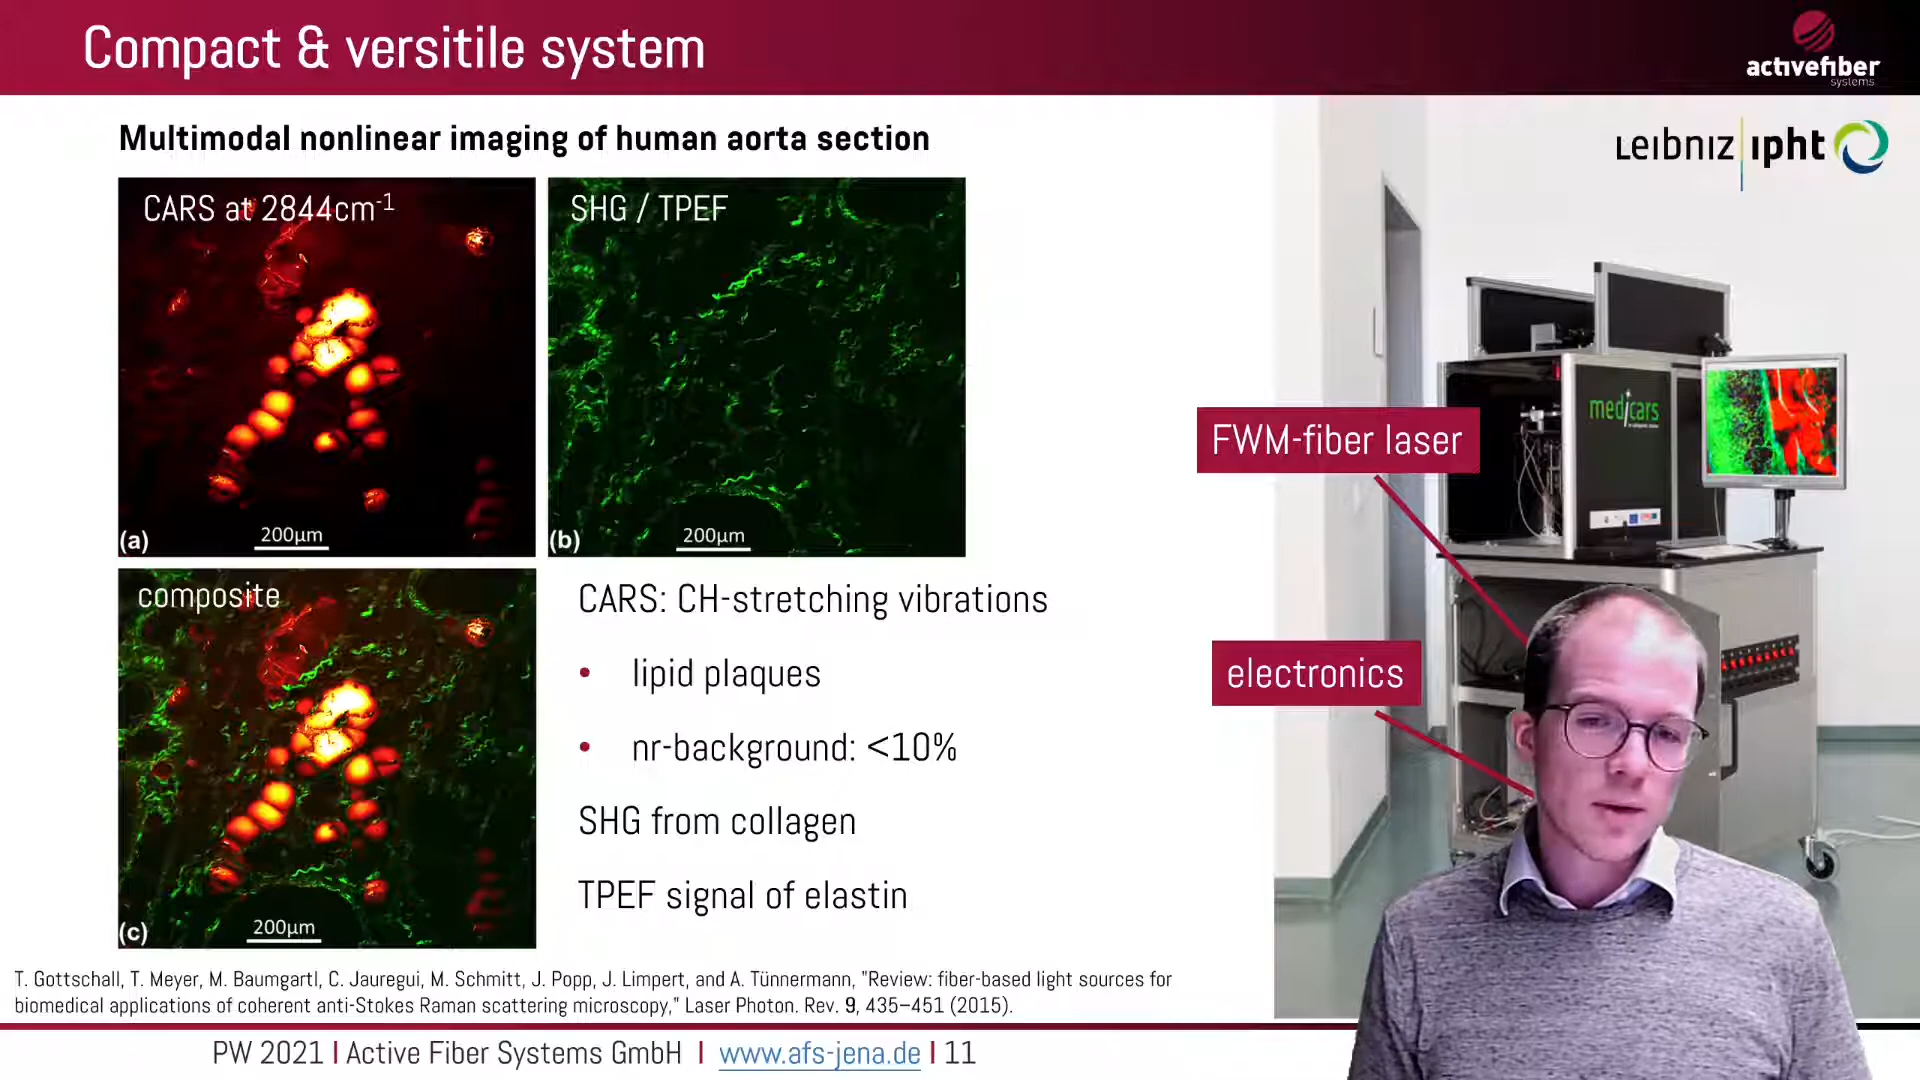 Compact & versitile system
activefiber
systems
Multimodal nonlinear imaging of human aorta section
Leibniz ipht
CARS at 2844cm⁻¹
SHG / TPEF
(a)
200µm
(b)
200µm
composite
(c)
200µm
CARS: CH-stretching vibrations
• lipid plaques
• nr-background: <10%
SHG from collagen
TPEF signal of elastin
FWM-fiber laser
electronics
medicars
T. Gottschall, T. Meyer, M. Baumgartl, C. Jauregui, M. Schmitt, J. Popp, J. Limpert, and A. Tünnermann, "Review: fiber-based light sources for
biomedical applications of coherent anti-Stokes Raman scattering microscopy," Laser Photon. Rev. 9, 435–451 (2015).
PW 2021 I Active Fiber Systems GmbH I www.afs-jena.de I 11